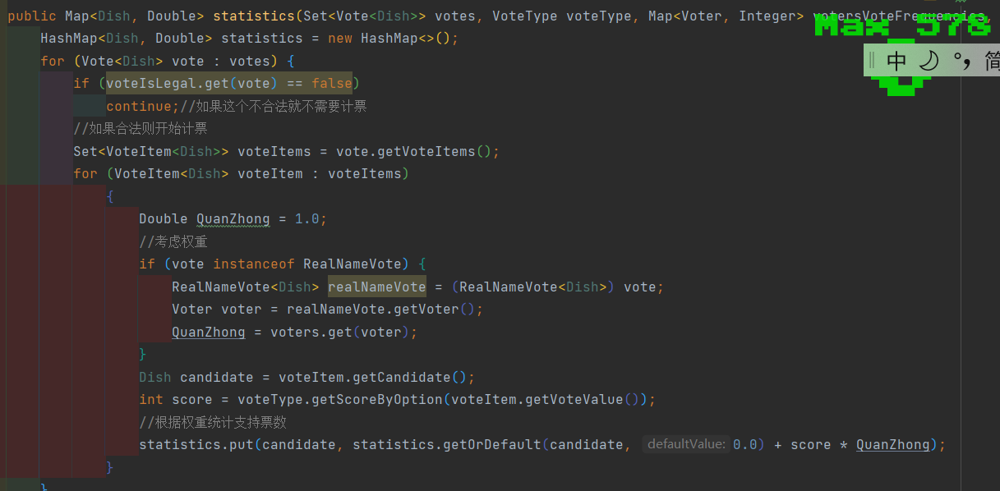 public Map<Dish, Double> statistics(Set<Vote<Dish>> votes, VoteType voteType, Map<Voter, Integer> votersVoteFrequencies,
Max 578
HashMap<Dish, Double> statistics = new HashMap<>();
for (Vote<Dish> vote : votes) {
中 °, 简
if (voteIsLegal.get(vote) == false)
continue;//如果这个不合法就不需要计票
//如果合法则开始计票
Set<VoteItem<Dish>> voteItems = vote.getVoteItems();
for (VoteItem<Dish> voteItem : voteItems)
{
Double QuanZhong = 1.0;
//考虑权重
if (vote instanceof RealNameVote) {
RealNameVote<Dish> realNameVote = (RealNameVote<Dish>) vote;
Voter voter = realNameVote.getVoter();
QuanZhong = voters.get(voter);
}
Dish candidate = voteItem.getCandidate();
int score = voteType.getScoreByOption(voteItem.getVoteValue());
//根据权重统计支持票数
statistics.put(candidate, statistics.getOrDefault(candidate, defaultValue: 0.0) + score * QuanZhong);
}
}